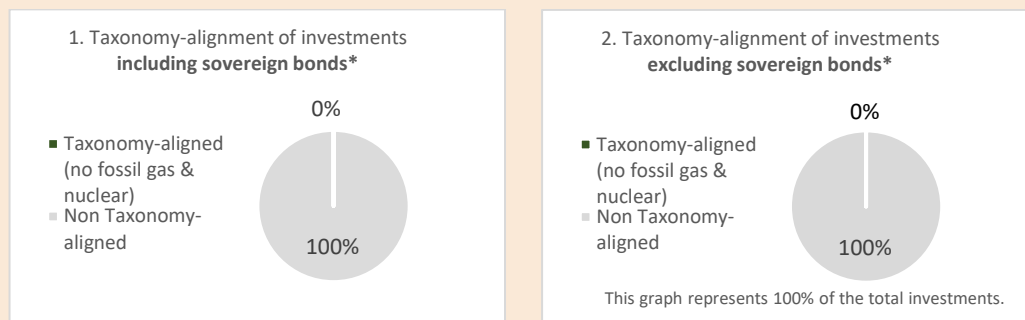 1. Taxonomy-alignment of investments
including sovereign bonds*
0%
Taxonomy-aligned
(no fossil gas &
nuclear)
Non Taxonomy-
aligned
100%
2. Taxonomy-alignment of investments
excluding sovereign bonds*
0%
Taxonomy-aligned
(no fossil gas &
nuclear)
Non Taxonomy-
aligned
100%
This graph represents 100% of the total investments.